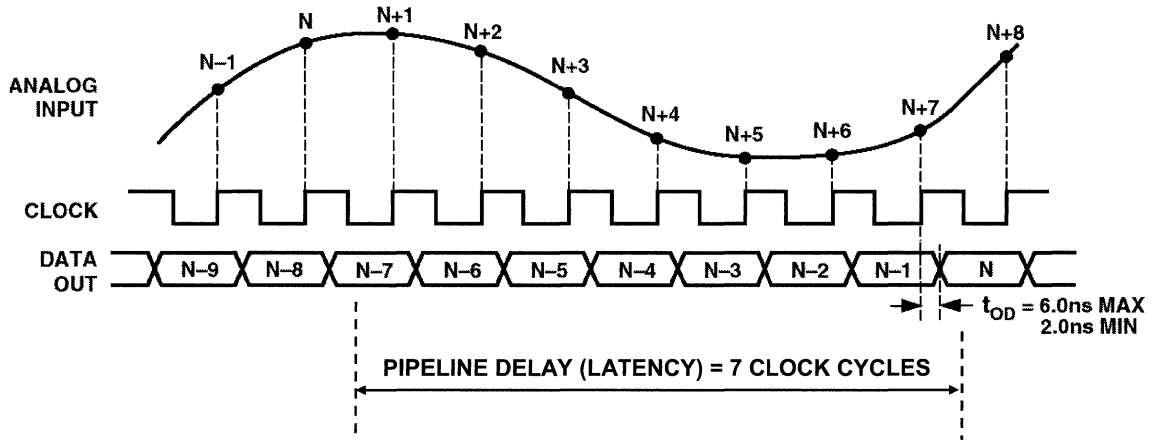 N–1
N
N+1
N+2
N+3
N+4
N+5
N+6
N+7
N+8
ANALOG
INPUT
CLOCK
DATA
OUT
N–9
N–8
N–7
N–6
N–5
N–4
N–3
N–2
N–1
N
tOD = 6.0ns MAX
2.0ns MIN
PIPELINE DELAY (LATENCY) = 7 CLOCK CYCLES